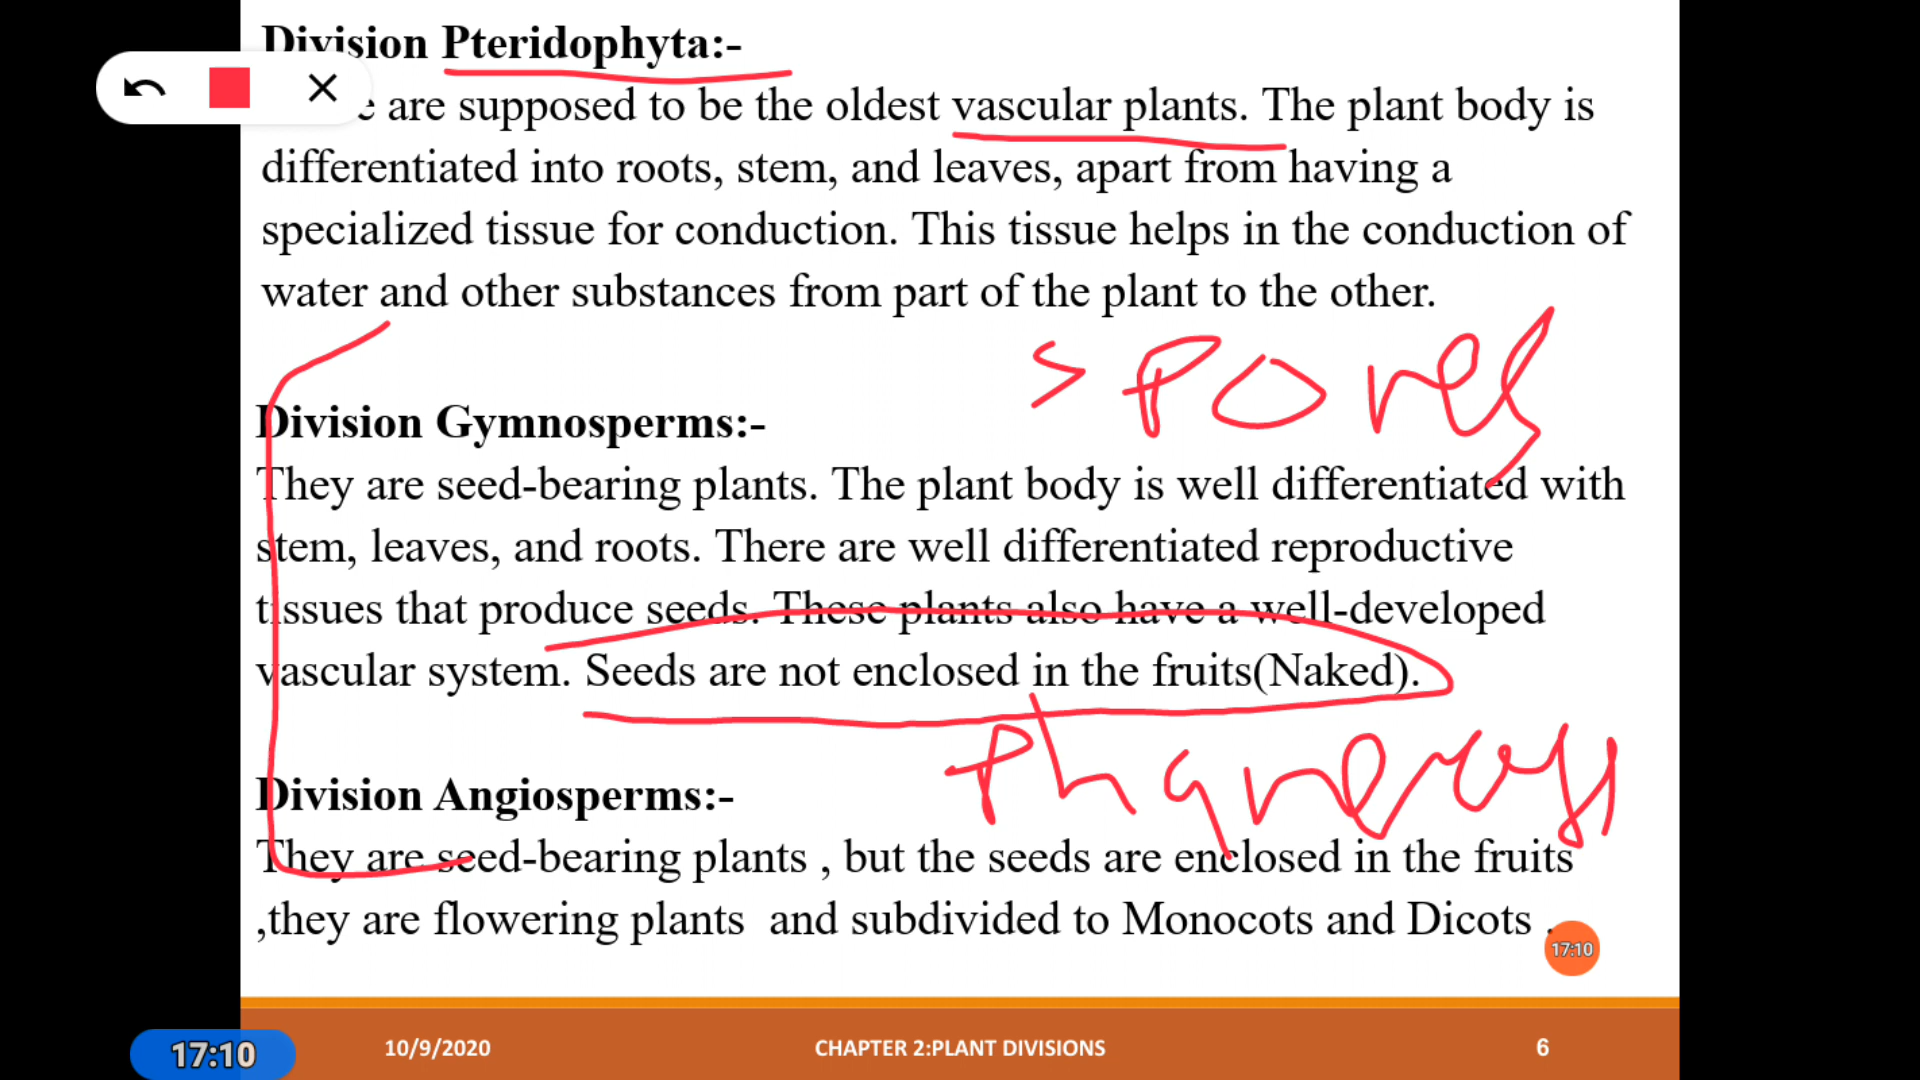 Division Pteridophyta:-
e are supposed to be the oldest vascular plants. The plant body is
differentiated into roots, stem, and leaves, apart from having a
specialized tissue for conduction. This tissue helps in the conduction of
water and other substances from part of the plant to the other.
spores
Division Gymnosperms:-
They are seed-bearing plants. The plant body is well differentiated with
stem, leaves, and roots. There are well differentiated reproductive
tissues that produce seeds. These plants also have a well-developed
vascular system. Seeds are not enclosed in the fruits(Naked).
Division Angiosperms:-
They are seed-bearing plants , but the seeds are enclosed in the fruits
,they are flowering plants and subdivided to Monocots and Dicots .
17:10
17:10
10/9/2020
CHAPTER 2:PLANT DIVISIONS
6